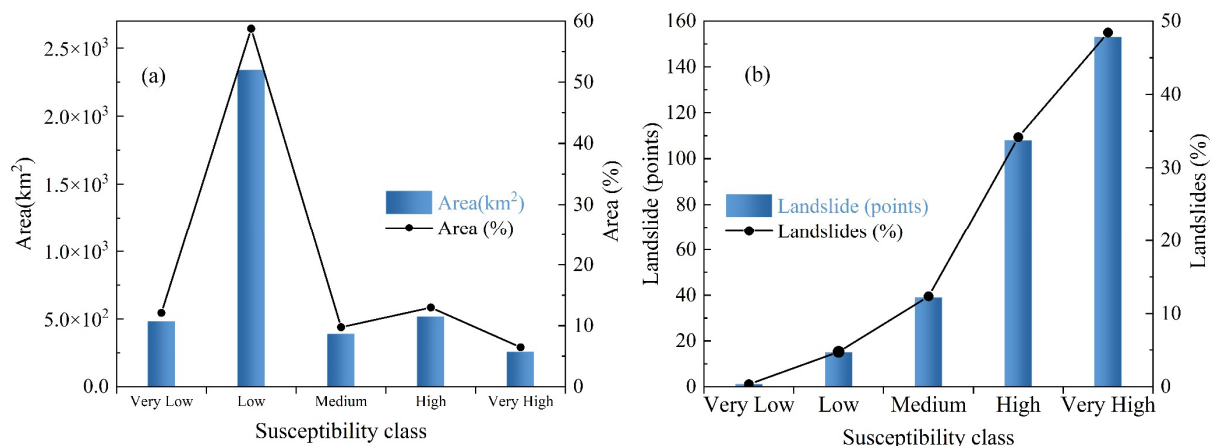 (a)
Area(km²)
2.5×10³
2.0×10³
1.5×10³
1.0×10³
5.0×10²
0.0
60
50
40
30
20
10
0
Area (%)
Area(km²)
Area (%)
Very Low Low Medium High Very High
Susceptibility class
(b)
Landslide (points)
160
140
120
100
80
60
40
20
0
50
40
30
20
10
0
Landslides (%)
Landslide (points)
Landslides (%)
Very Low Low Medium High Very High
Susceptibility class